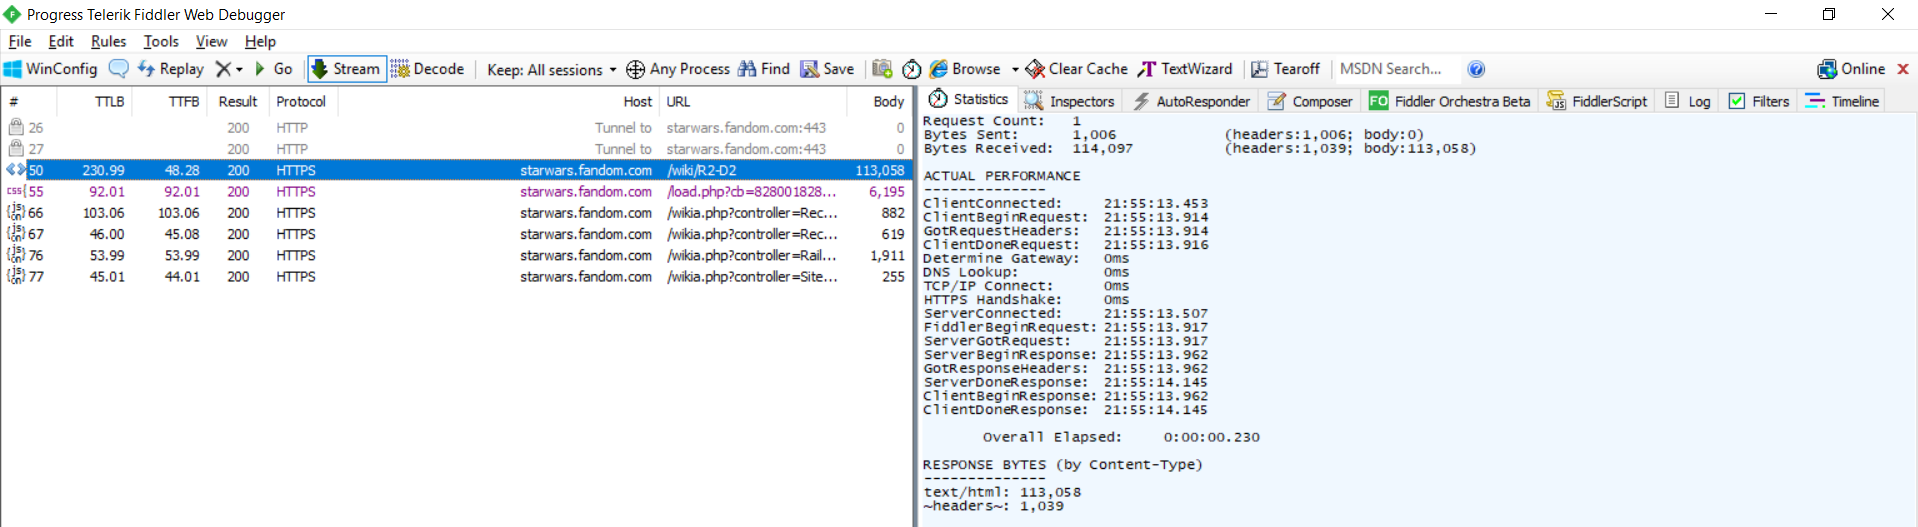 Progress Telerik Fiddler Web Debugger
File Edit Rules Tools View Help
WinConfig Replay Go Stream Decode Keep: All sessions Any Process Find Save Browse Clear Cache TextWizard Tearoff MSDN Search... Online
# TTLB TTFB Result Protocol Host URL Body
26 200 HTTP Tunnel to starwars.fandom.com:443 0
27 200 HTTP Tunnel to starwars.fandom.com:443 0
50 230.99 48.28 200 HTTPS starwars.fandom.com /wiki/R2-D2 113,058
css 55 92.01 92.01 200 HTTPS starwars.fandom.com /load.php?cb=828001828... 6,195
{js on} 66 103.06 103.06 200 HTTPS starwars.fandom.com /wikia.php?controller=Rec... 882
{js on} 67 46.00 45.08 200 HTTPS starwars.fandom.com /wikia.php?controller=Rec... 619
{js on} 76 53.99 53.99 200 HTTPS starwars.fandom.com /wikia.php?controller=Rail... 1,911
{js on} 77 45.01 44.01 200 HTTPS starwars.fandom.com /wikia.php?controller=Site... 255
Statistics Inspectors AutoResponder Composer FO Fiddler Orchestra Beta JS FiddlerScript Log Filters Timeline
Request Count: 1
Bytes Sent: 1,006 (headers:1,006; body:0)
Bytes Received: 114,097 (headers:1,039; body:113,058)
ACTUAL PERFORMANCE
--------------
ClientConnected: 21:55:13.453
ClientBeginRequest: 21:55:13.914
GotRequestHeaders: 21:55:13.914
ClientDoneRequest: 21:55:13.916
Determine Gateway: 0ms
DNS Lookup: 0ms
TCP/IP Connect: 0ms
HTTPS Handshake: 0ms
ServerConnected: 21:55:13.507
FiddlerBeginRequest: 21:55:13.917
ServerGotRequest: 21:55:13.917
ServerBeginResponse: 21:55:13.962
GotResponseHeaders: 21:55:13.962
ServerDoneResponse: 21:55:14.145
ClientBeginResponse: 21:55:13.962
ClientDoneResponse: 21:55:14.145
Overall Elapsed: 0:00:00.230
RESPONSE BYTES (by Content-Type)
--------------
text/html: 113,058
~headers~: 1,039